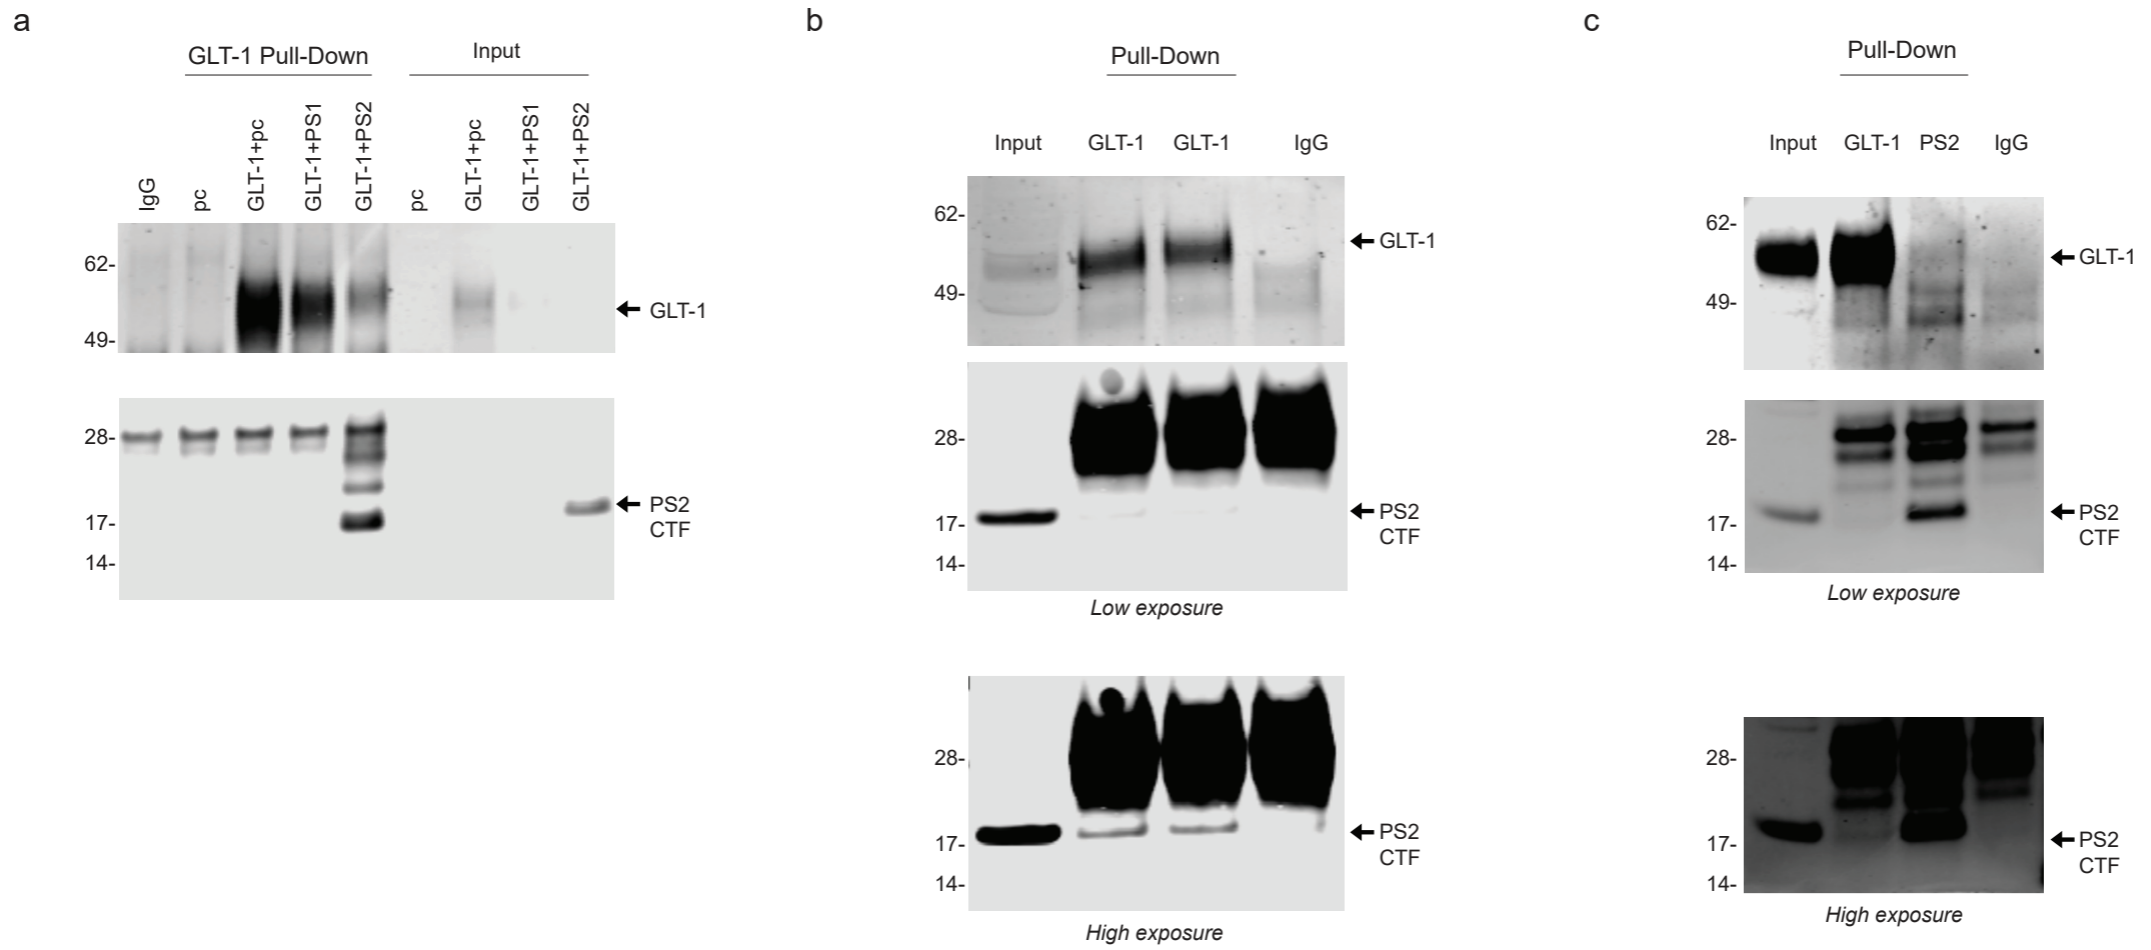 a
GLT-1 Pull-Down
Input
IgG
pc
GLT-1+pc
GLT-1+PS1
GLT-1+PS2
pc
GLT-1+pc
GLT-1+PS1
GLT-1+PS2
62-
49-
GLT-1
28-
17-
14-
PS2
CTF
b
Pull-Down
Input GLT-1 GLT-1 IgG
62-
49-
GLT-1
28-
17-
14-
PS2
CTF
Low exposure
28-
17-
14-
PS2
CTF
High exposure
c
Pull-Down
Input GLT-1 PS2 IgG
62-
49-
GLT-1
28-
17-
14-
PS2
CTF
Low exposure
28-
17-
14-
PS2
CTF
High exposure